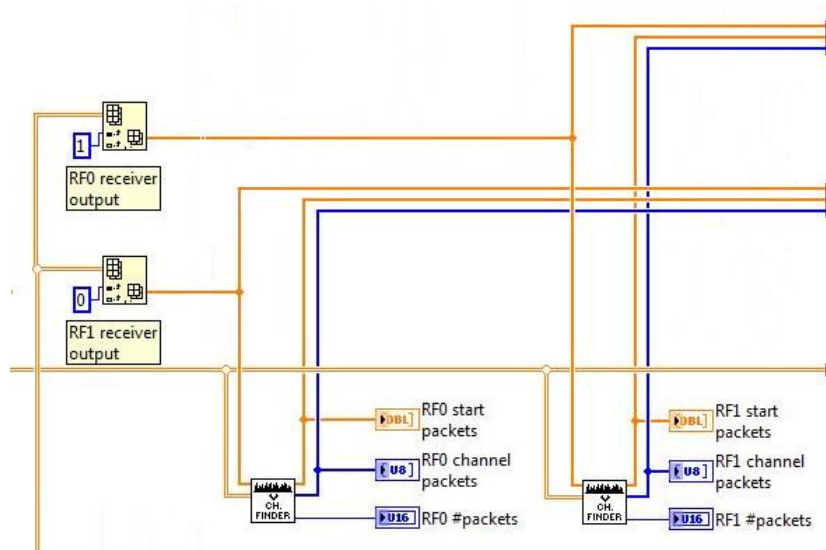 1
RF0 receiver
output
0
RF1 receiver
output
DBL
RF0 start
packets
U8
RF0 channel
packets
U16
RF0 #packets
CH.
FINDER
DBL
RF1 start
packets
U8
RF1 channel
packets
U16
RF1 #packets
CH.
FINDER